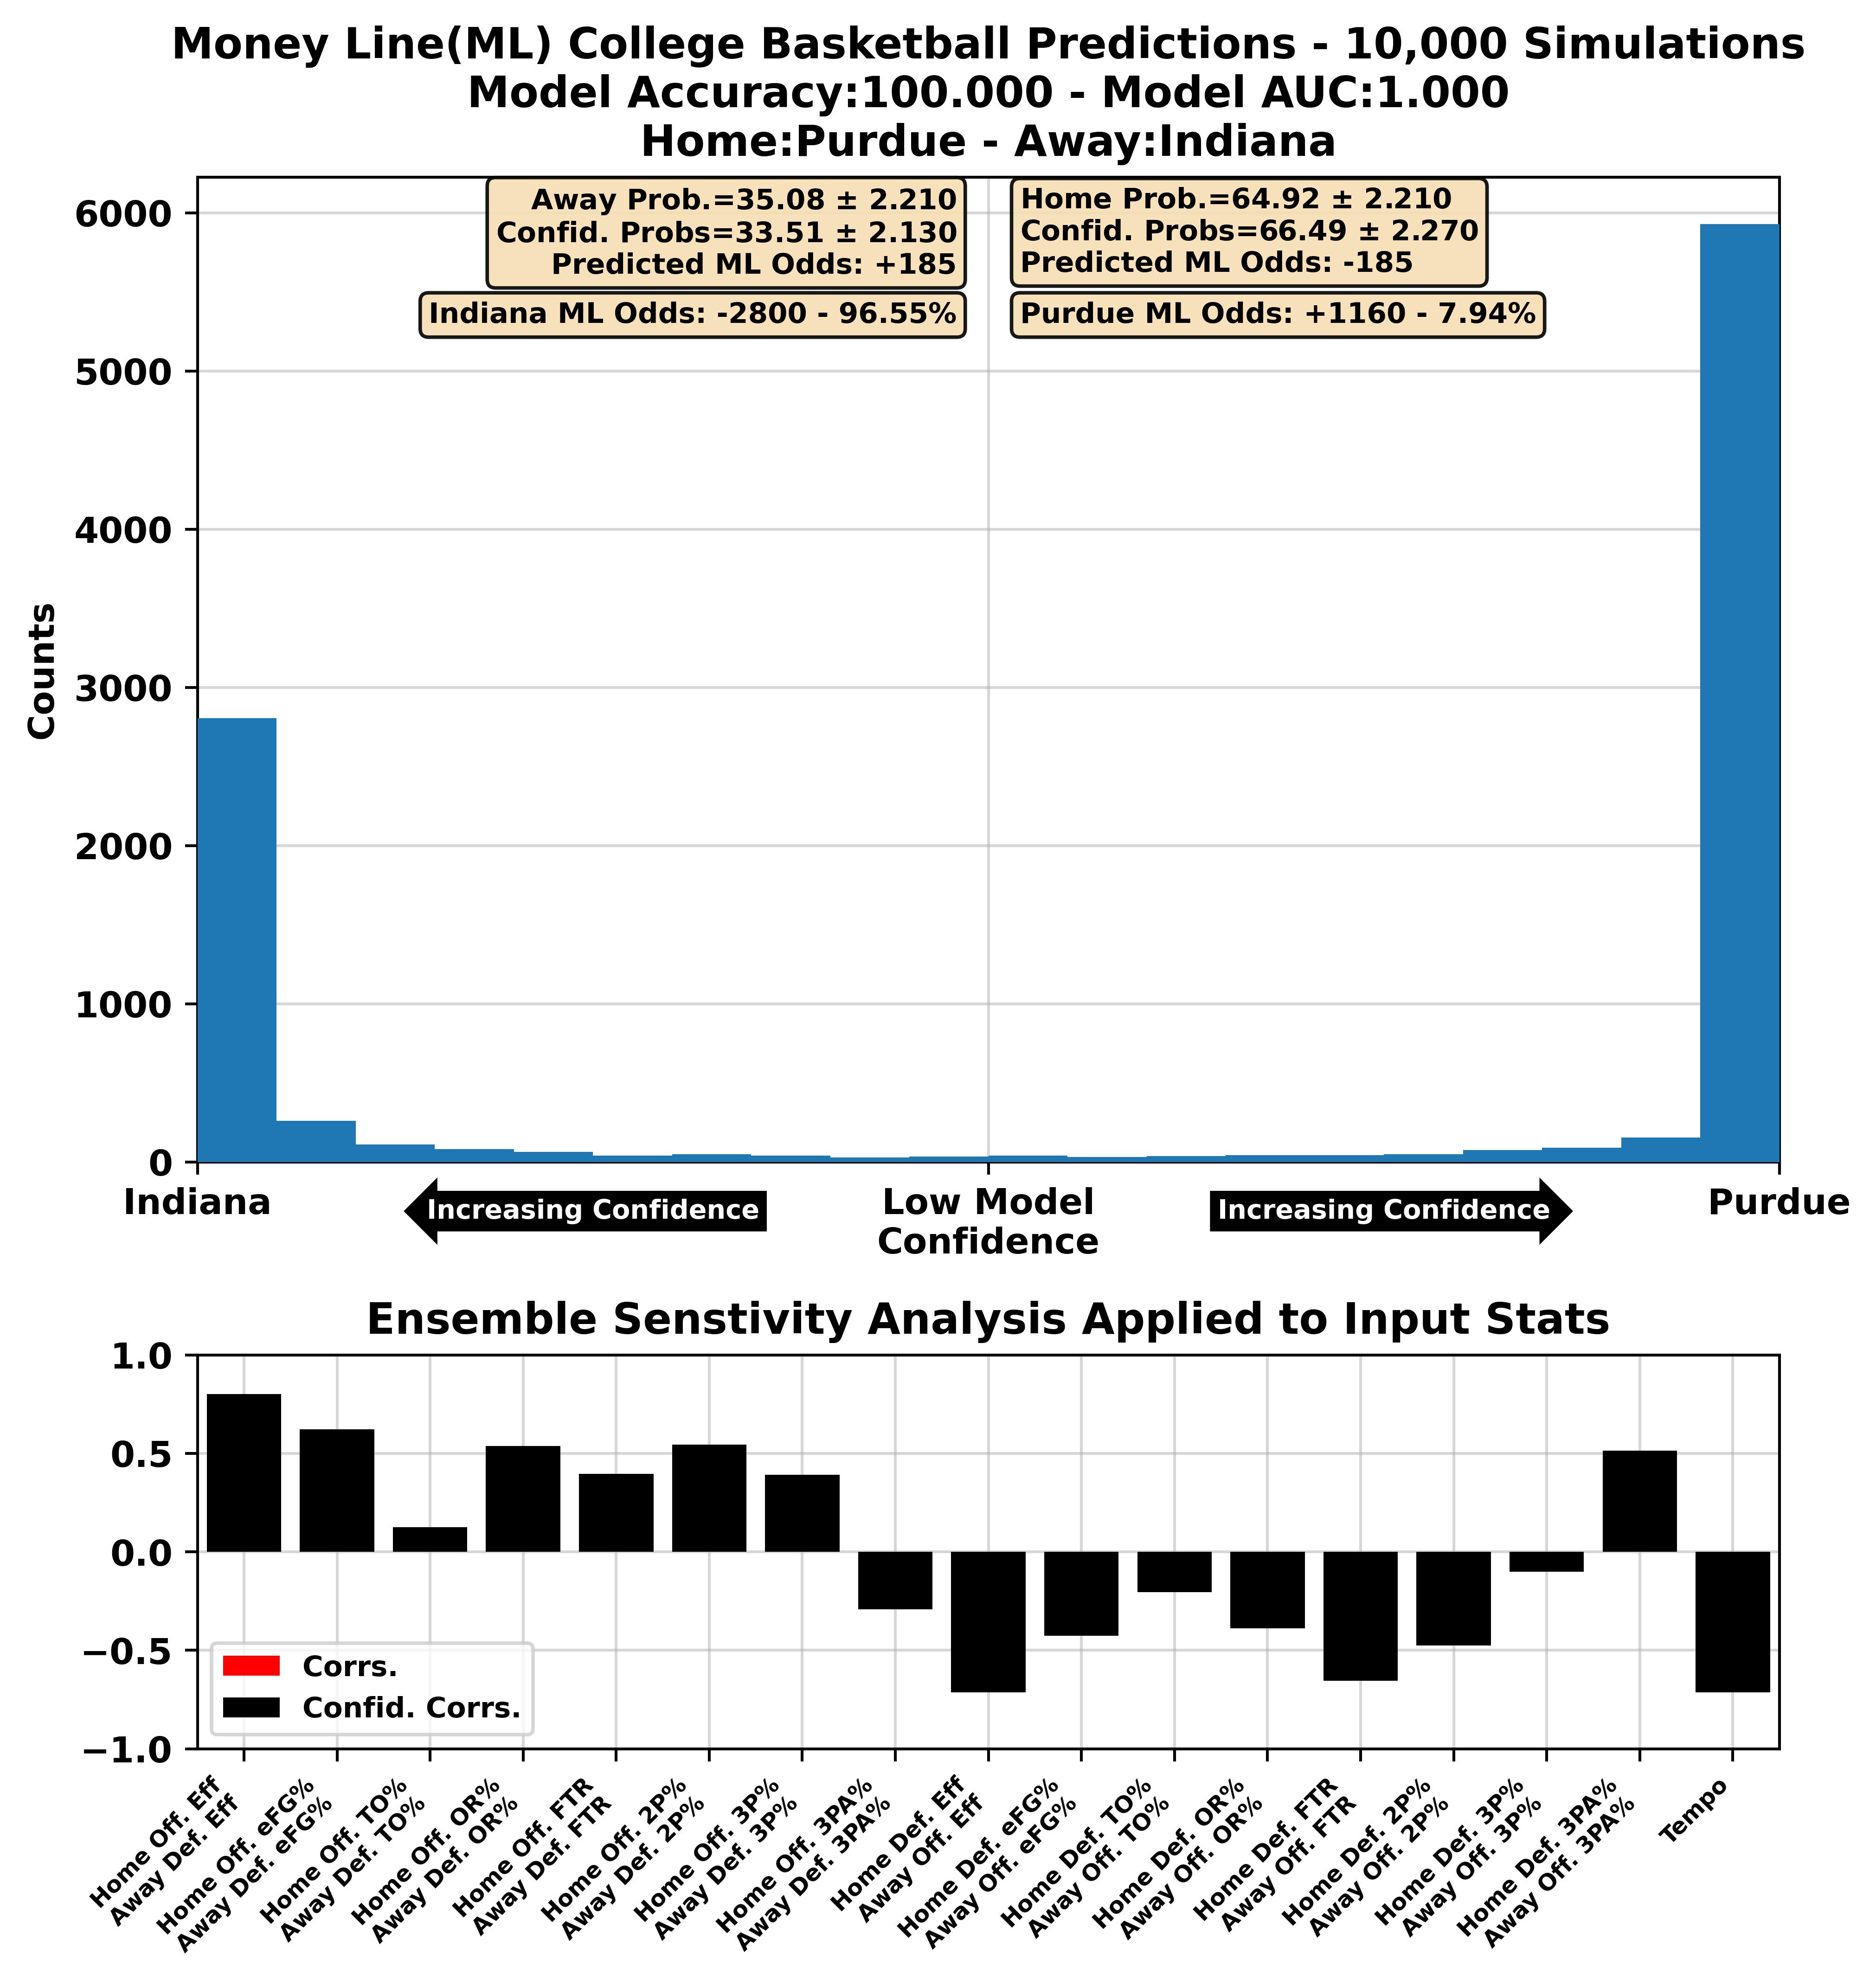 Money Line(ML) College Basketball Predictions - 10,000 Simulations
Model Accuracy:100.000 - Model AUC:1.000
Home:Purdue - Away:Indiana
Away Prob.=35.08 ± 2.210
Confid. Probs=33.51 ± 2.130
Predicted ML Odds: +185
Indiana ML Odds: -2800 - 96.55%
Home Prob.=64.92 ± 2.210
Confid. Probs=66.49 ± 2.270
Predicted ML Odds: -185
Purdue ML Odds: +1160 - 7.94%
6000
5000
4000
3000
2000
1000
0
Counts
Indiana
Increasing Confidence
Low Model
Confidence
Increasing Confidence
Purdue
Ensemble Senstivity Analysis Applied to Input Stats
1.0
0.5
0.0
−0.5
−1.0
Corrs.
Confid. Corrs.
Home Off. Eff
Away Def. Eff
Home Off. eFG%
Away Def. eFG%
Home Off. TO%
Away Def. TO%
Home Off. OR%
Away Def. OR%
Home Off. FTR
Away Def. FTR
Home Off. 2P%
Away Def. 2P%
Home Off. 3P%
Away Def. 3P%
Home Off. 3PA%
Away Def. 3PA%
Home Def. Eff
Away Off. Eff
Home Def. eFG%
Away Off. eFG%
Home Def. TO%
Away Off. TO%
Home Def. OR%
Away Off. OR%
Home Def. FTR
Away Off. FTR
Home Def. 2P%
Away Off. 2P%
Home Def. 3P%
Away Off. 3P%
Home Def. 3PA%
Away Off. 3PA%
Tempo